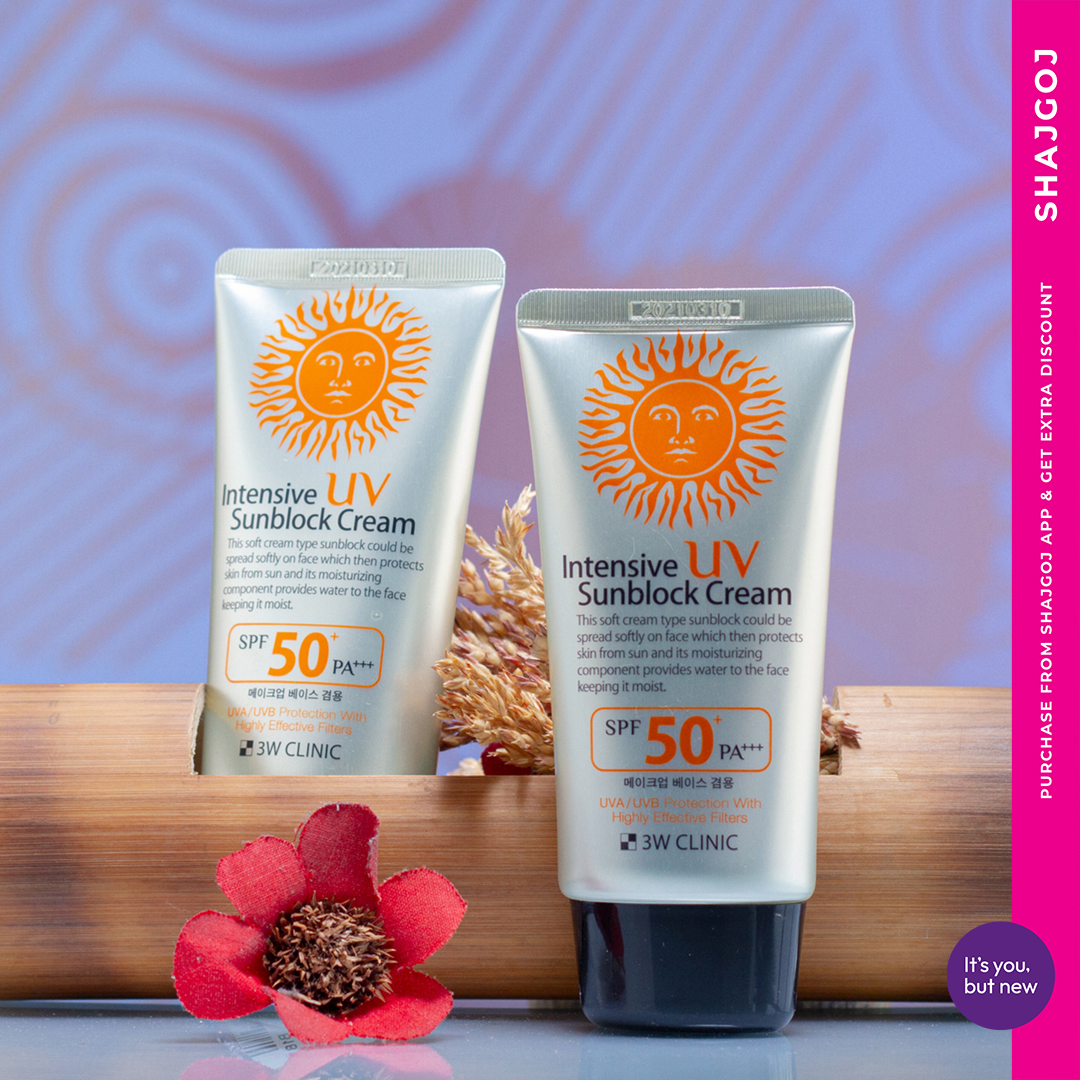 20210310
Intensive UV
Sunblock Cream
This soft cream type sunblock could be
spread softly on face which then protects
skin from sun and its moisturizing
component provides water to the face
keeping it moist.
SPF 50+ PA+++
메이크업 베이스 겸용
UVA/UVB Protection With
Highly Effective Filters
3W CLINIC
20210310
Intensive UV
Sunblock Cream
This soft cream type sunblock could be
spread softly on face which then protects
skin from sun and its moisturizing
component provides water to the face
keeping it moist.
SPF 50+ PA+++
메이크업 베이스 겸용
UVA/UVB Protection With
Highly Effective Filters
3W CLINIC
SHAJGOJ
PURCHASE FROM SHAJGOJ APP & GET EXTRA DISCOUNT
It's you,
but new